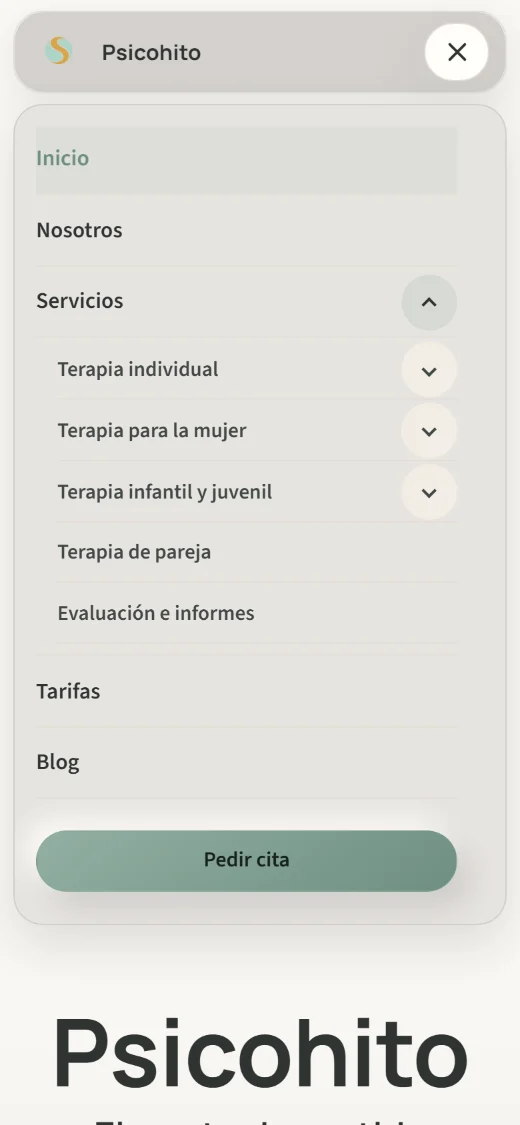 Psicohito
Inicio
Nosotros
Servicios
Terapia individual
Terapia para la mujer
Terapia infantil y juvenil
Terapia de pareja
Evaluación e informes
Tarifas
Blog
Pedir cita
Psicohito